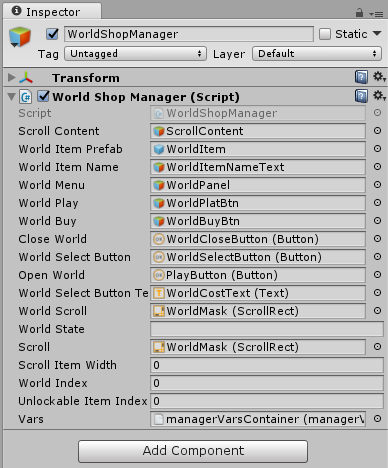 Inspector
WorldShopManager Static
Tag Untagged Layer Default
Transform
World Shop Manager (Script)
Script WorldShopManager
Scroll Content ScrollContent
World Item Prefab WorldItem
World Item Name WorldItemNameText
World Menu WorldPanel
World Play WorldPlatBtn
World Buy WorldBuyBtn
Close World WorldCloseButton (Button)
World Select Button WorldSelectButton (Button)
Open World PlayButton (Button)
World Select Button Te WorldCostText (Text)
World Scroll WorldMask (ScrollRect)
World State
Scroll WorldMask (ScrollRect)
Scroll Item Width 0
World Index 0
Unlockable Item Index 0
Vars managerVarsContainer (managerV
Add Component